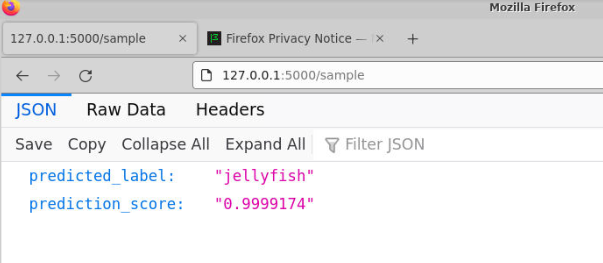 Mozilla Firefox
127.0.0.1:5000/sample × Firefox Privacy Notice — × +
127.0.0.1:5000/sample
JSON Raw Data Headers
Save Copy Collapse All Expand All Filter JSON
predicted_label: "jellyfish"
prediction_score: "0.9999174"